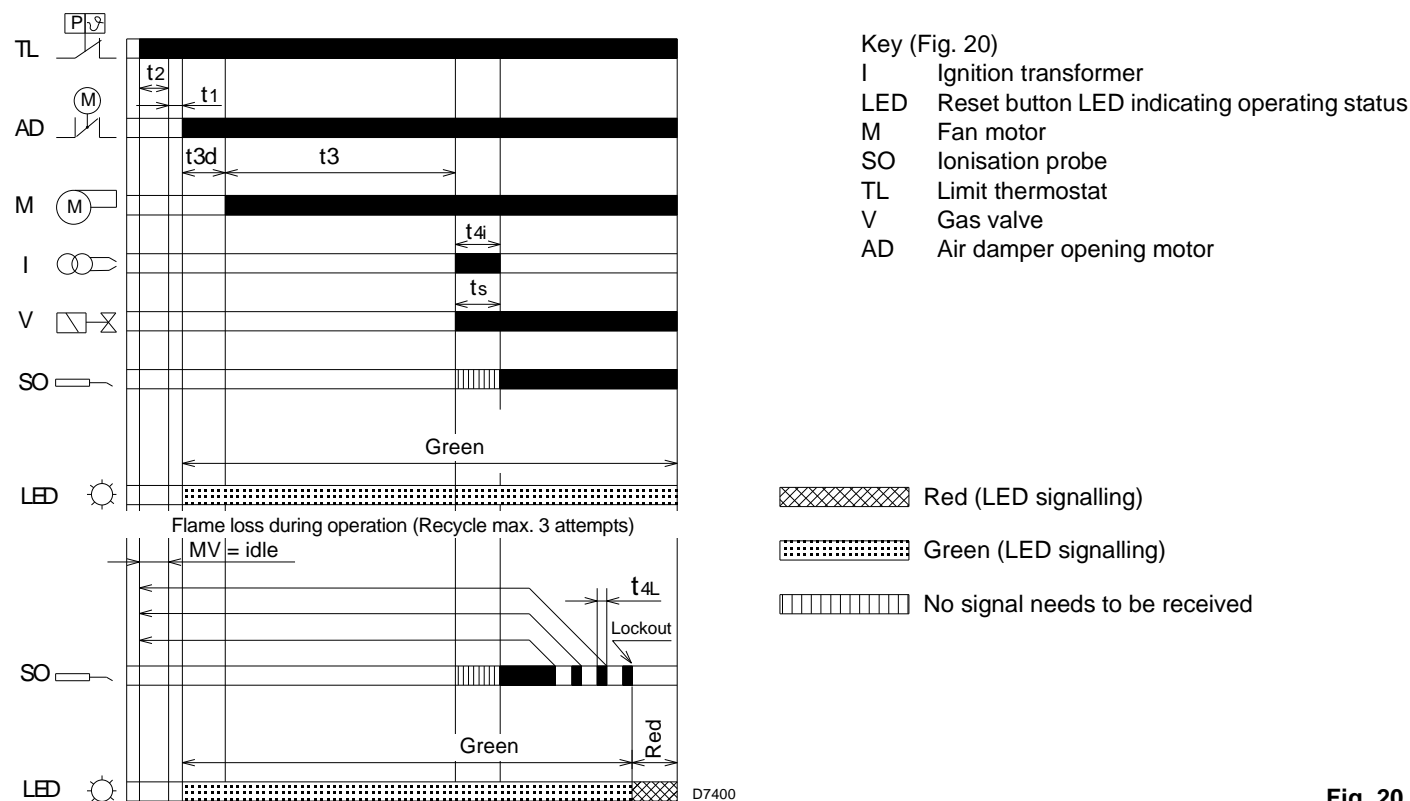 P ϑ
TL
t2
M
t1
AD
t3d
t3
M
M
t4i
I
ts
V
SO
Green
LED
Flame loss during operation (Recycle max. 3 attempts)
MV = idle
t4L
Lockout
SO
Green
Red
LED
D7400
Key (Fig. 20)
I Ignition transformer
LED Reset button LED indicating operating status
M Fan motor
SO Ionisation probe
TL Limit thermostat
V Gas valve
AD Air damper opening motor
Red (LED signalling)
Green (LED signalling)
No signal needs to be received
Fig. 20